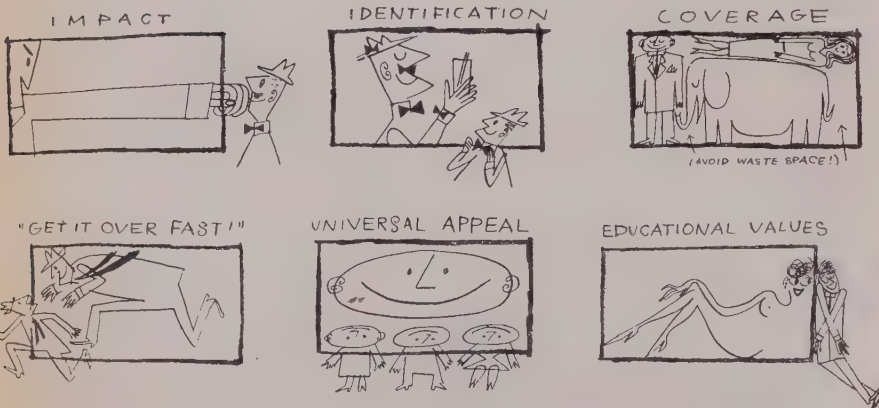 IMPACT
IDENTIFICATION
COVERAGE
(AVOID WASTE SPACE!)
"GET IT OVER FAST!"
UNIVERSAL APPEAL
EDUCATIONAL VALUES